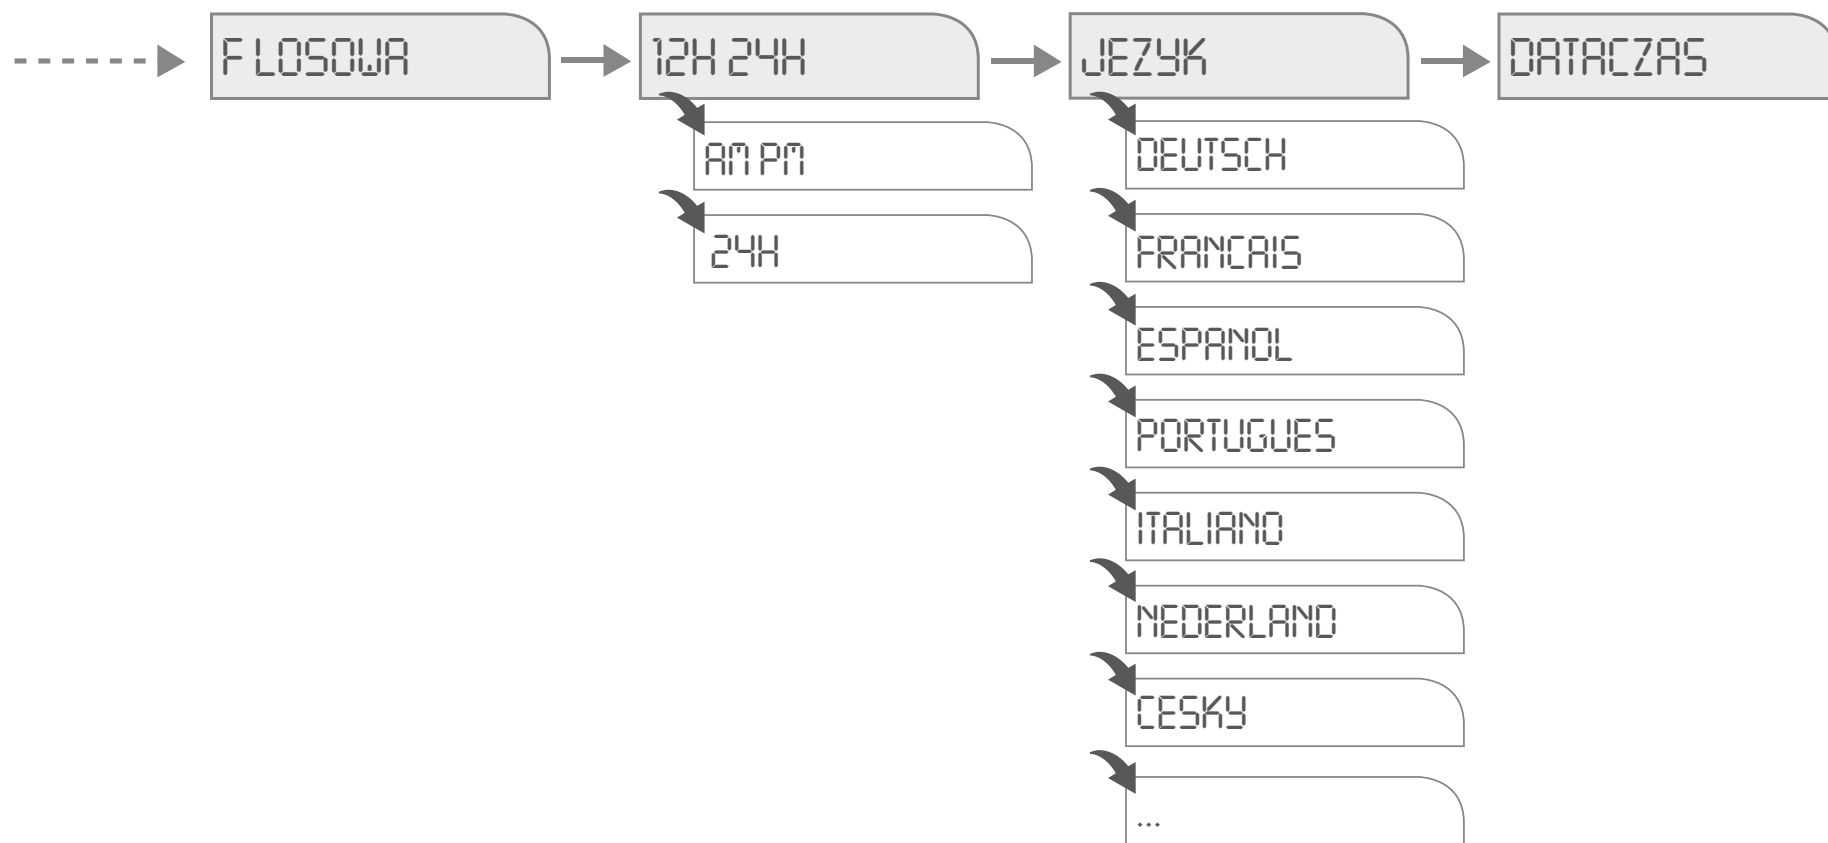 F LOSOWA
12H 24H
AM PM
24H
JEZYK
DEUTSCH
FRANCAIS
ESPANOL
PORTUGUES
ITALIANO
NEDERLAND
CESKY
...
DATACZAS